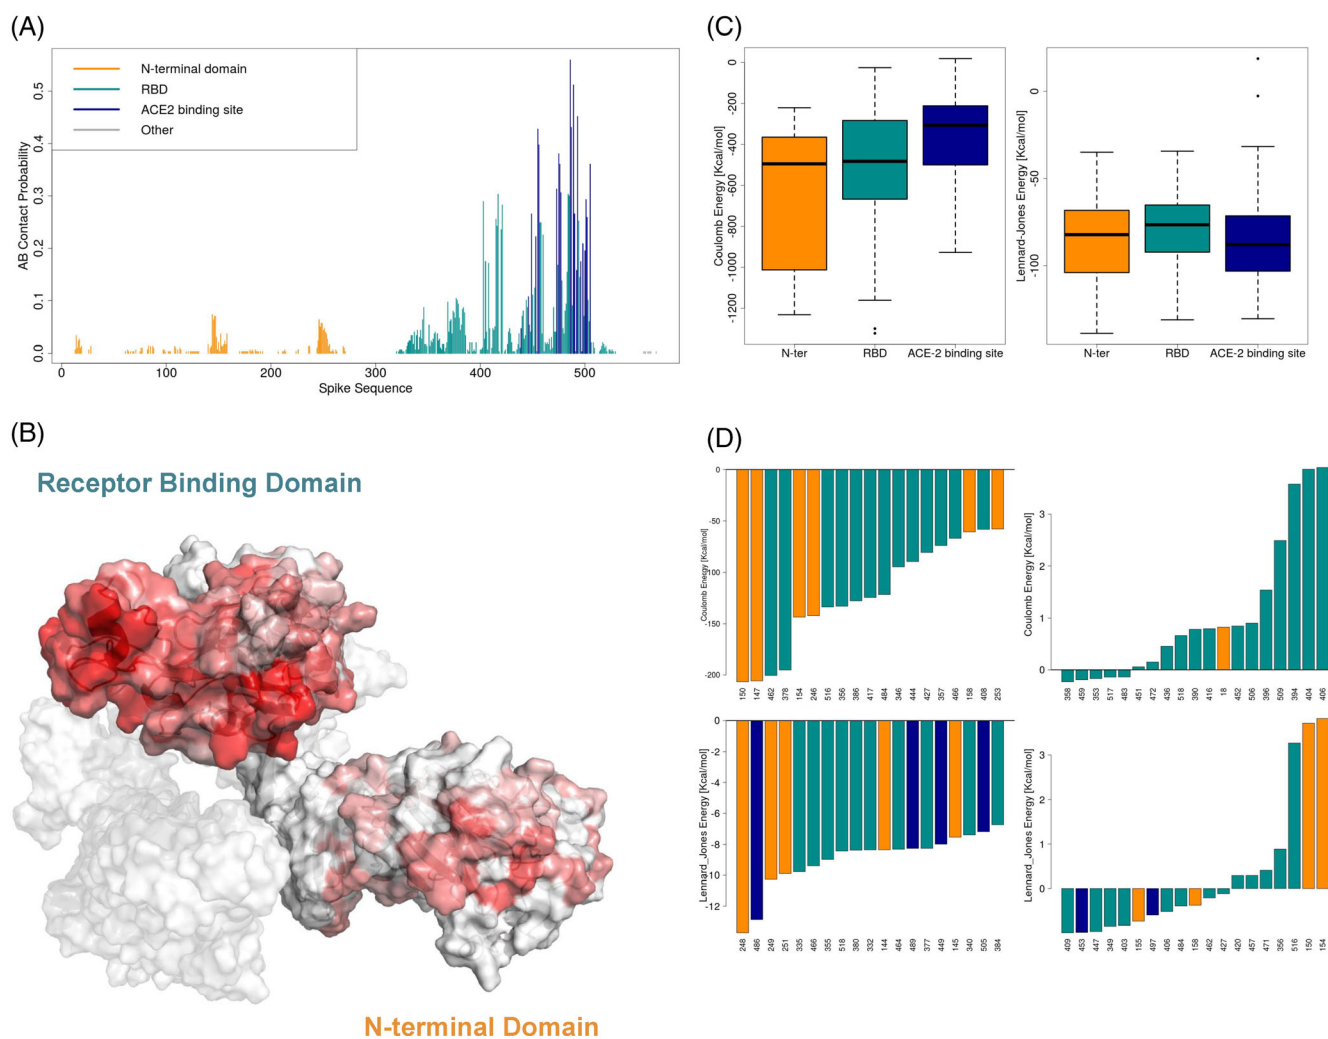 (A)
N-terminal domain
RBD
ACE2 binding site
Other
AB Contact Probability
0.0 0.1 0.2 0.3 0.4 0.5
0 100 200 300 400 500
Spike Sequence
(B)
Receptor Binding Domain
N-terminal Domain
(C)
Coulomb Energy [Kcal/mol]
0 -200 -400 -600 -800 -1000 -1200
N-ter RBD ACE-2 binding site
Lennard-Jones Energy [Kcal/mol]
0 -50 -100
N-ter RBD ACE-2 binding site
(D)
Coulomb Energy [Kcal/mol]
0 -50 -100 -150 -200
150 147 462 378 154 246 516 356 386 417 484 346 444 427 357 466 158 408 253
Coulomb Energy [Kcal/mol]
3 2 1 0
358 459 353 517 483 451 472 436 518 390 416 18 452 506 396 509 394 404 406
Lennard_Jones Energy [Kcal/mol]
0 -2 -4 -6 -8 -10 -12
248 486 249 251 335 466 355 518 380 332 144 464 489 377 449 145 340 505 384
Lennard_Jones Energy [Kcal/mol]
3 2 1 0
409 453 447 349 403 155 497 406 484 158 462 427 420 457 471 356 516 150 154